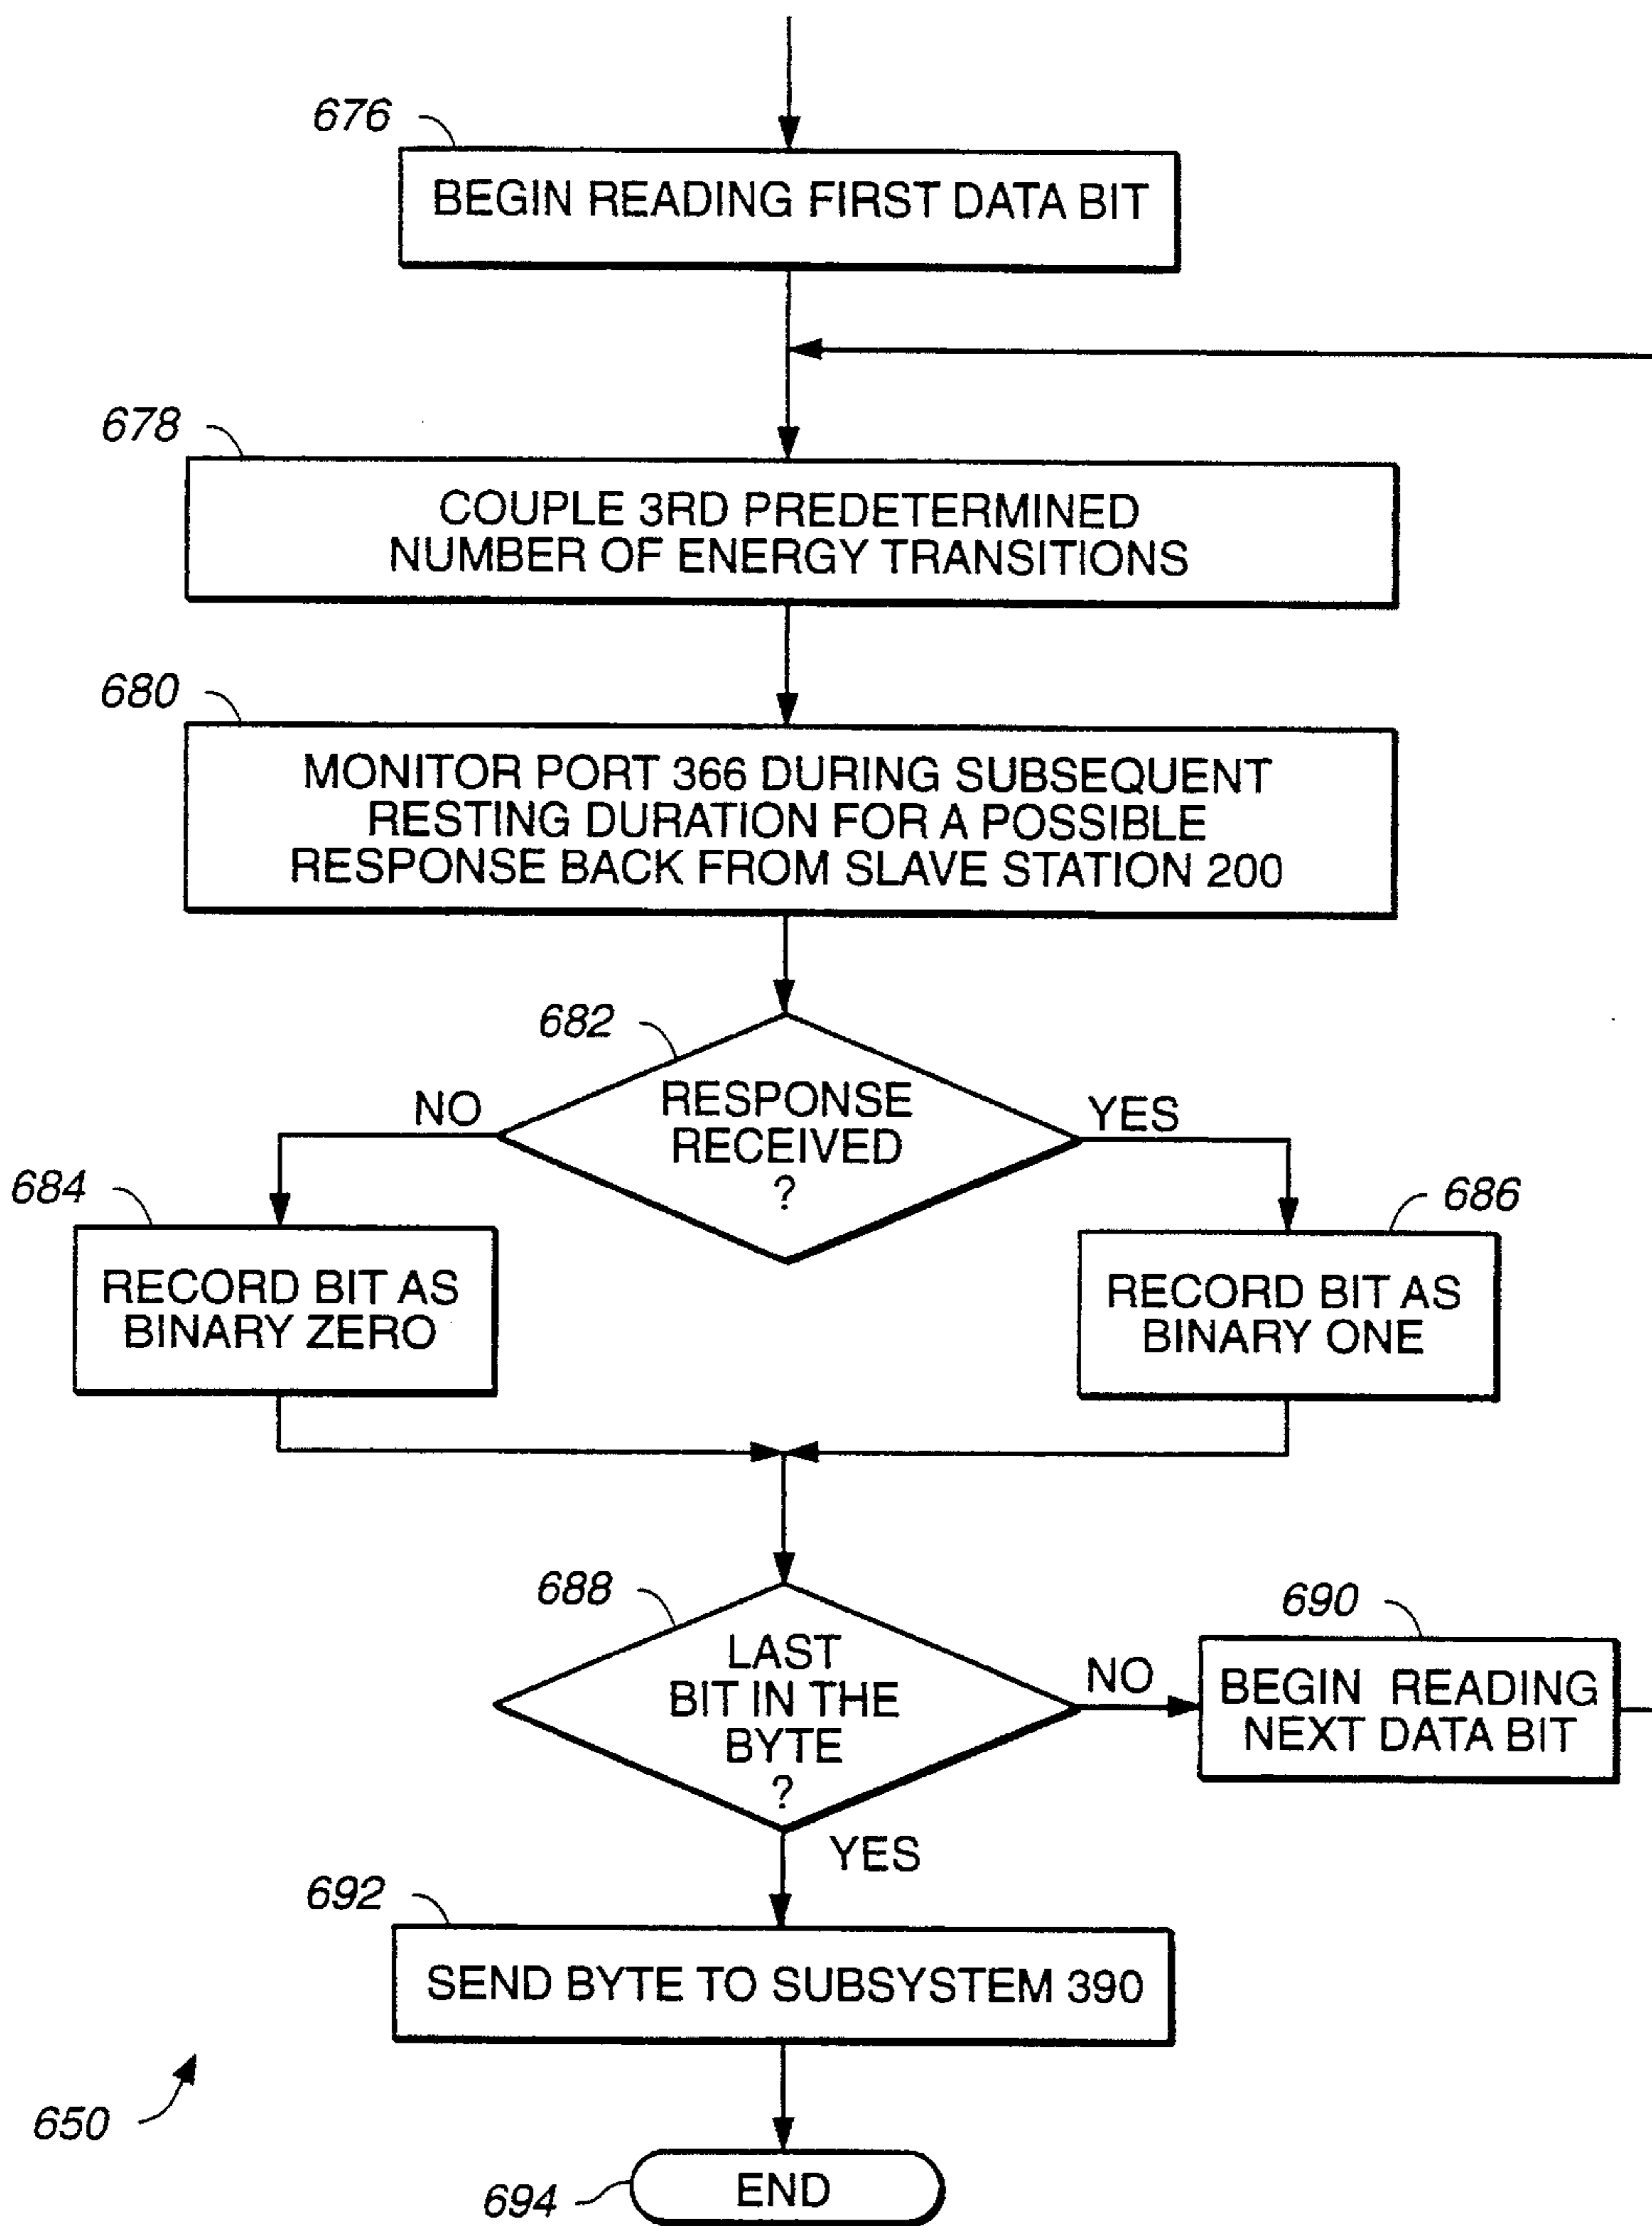 676
BEGIN READING FIRST DATA BIT
678
COUPLE 3RD PREDETERMINED
NUMBER OF ENERGY TRANSITIONS
680
MONITOR PORT 366 DURING SUBSEQUENT
RESTING DURATION FOR A POSSIBLE
RESPONSE BACK FROM SLAVE STATION 200
682
NO
RESPONSE
RECEIVED
?
YES
684
RECORD BIT AS
BINARY ZERO
686
RECORD BIT AS
BINARY ONE
688
LAST
BIT IN THE
BYTE
?
NO
690
BEGIN READING
NEXT DATA BIT
YES
692
SEND BYTE TO SUBSYSTEM 390
650
694
END